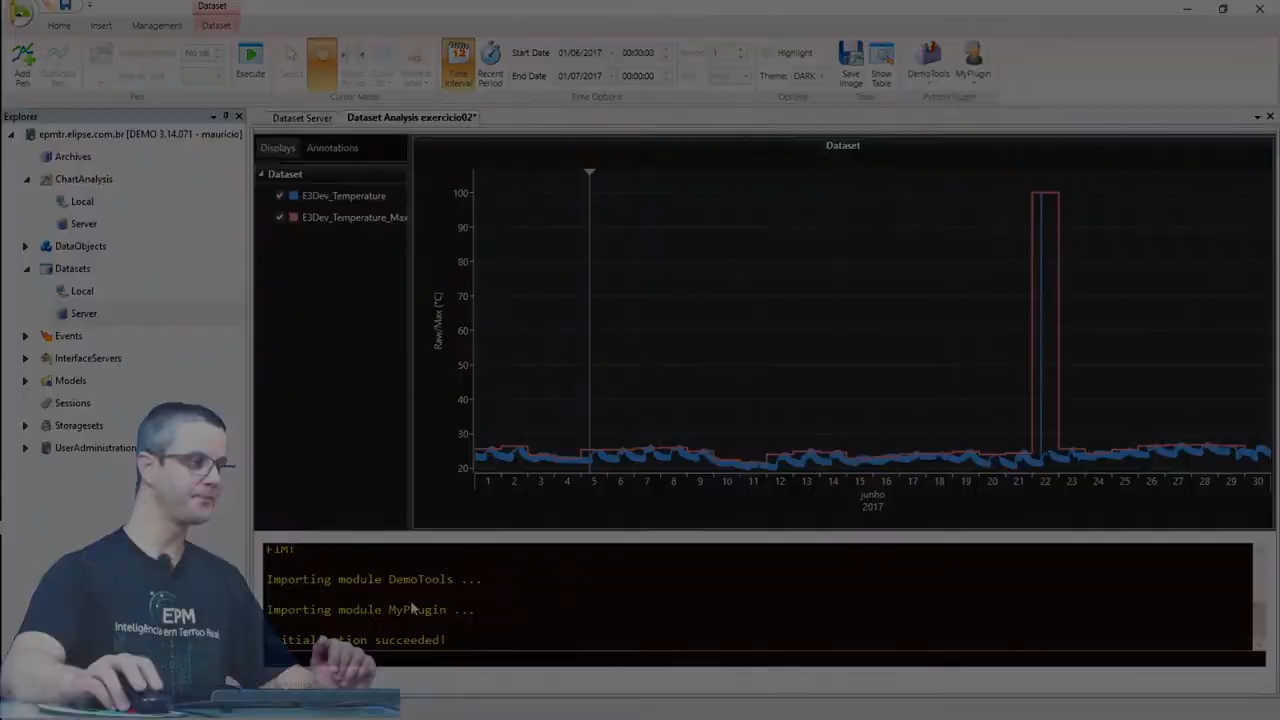 Dataset
Home
Insert
Management
Dataset
Add
Pen
Execute
Select
Time
Interval
Recent
Period
Start Date 01/06/2017 00:00:00
End Date 01/07/2017 00:00:00
1
Highlight
Theme: DARK
Save
Image
Show
Table
DemoTools
MyPlugin
Pen
Cursor Mode
Time Options
Options
Tools
Python Plugin
Explorer
epmtr.elipse.com.br [DEMO 3.14.071 - mauricio]
Archives
ChartAnalysis
Local
Server
DataObjects
Datasets
Local
Server
Events
InterfaceServers
Models
Sessions
Storagesets
UserAdministration
Dataset Server
Dataset Analysis exercicio02*
Displays
Annotations
Dataset
E3Dev_Temperature
E3Dev_Temperature_Max
Dataset
Raw/Max (°C)
100
90
80
70
60
50
40
30
20
1 2 3 4 5 6 7 8 9 10 11 12 13 14 15 16 17 18 19 20 21 22 23 24 25 26 27 28 29 30
junho
2017
FIM!
Importing module DemoTools ...
Importing module MyPlugin ...
succeeded!
EPM
Inteligência em Tempo Real